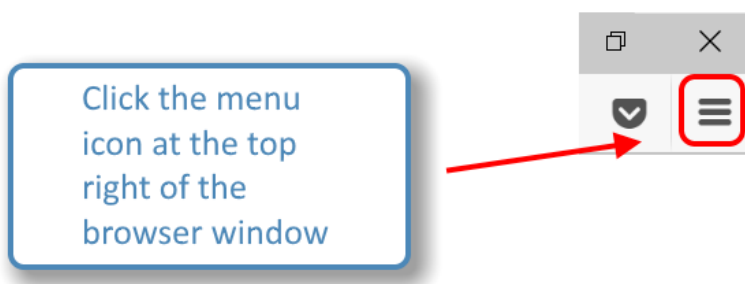 Click the menu
icon at the top
right of the
browser window